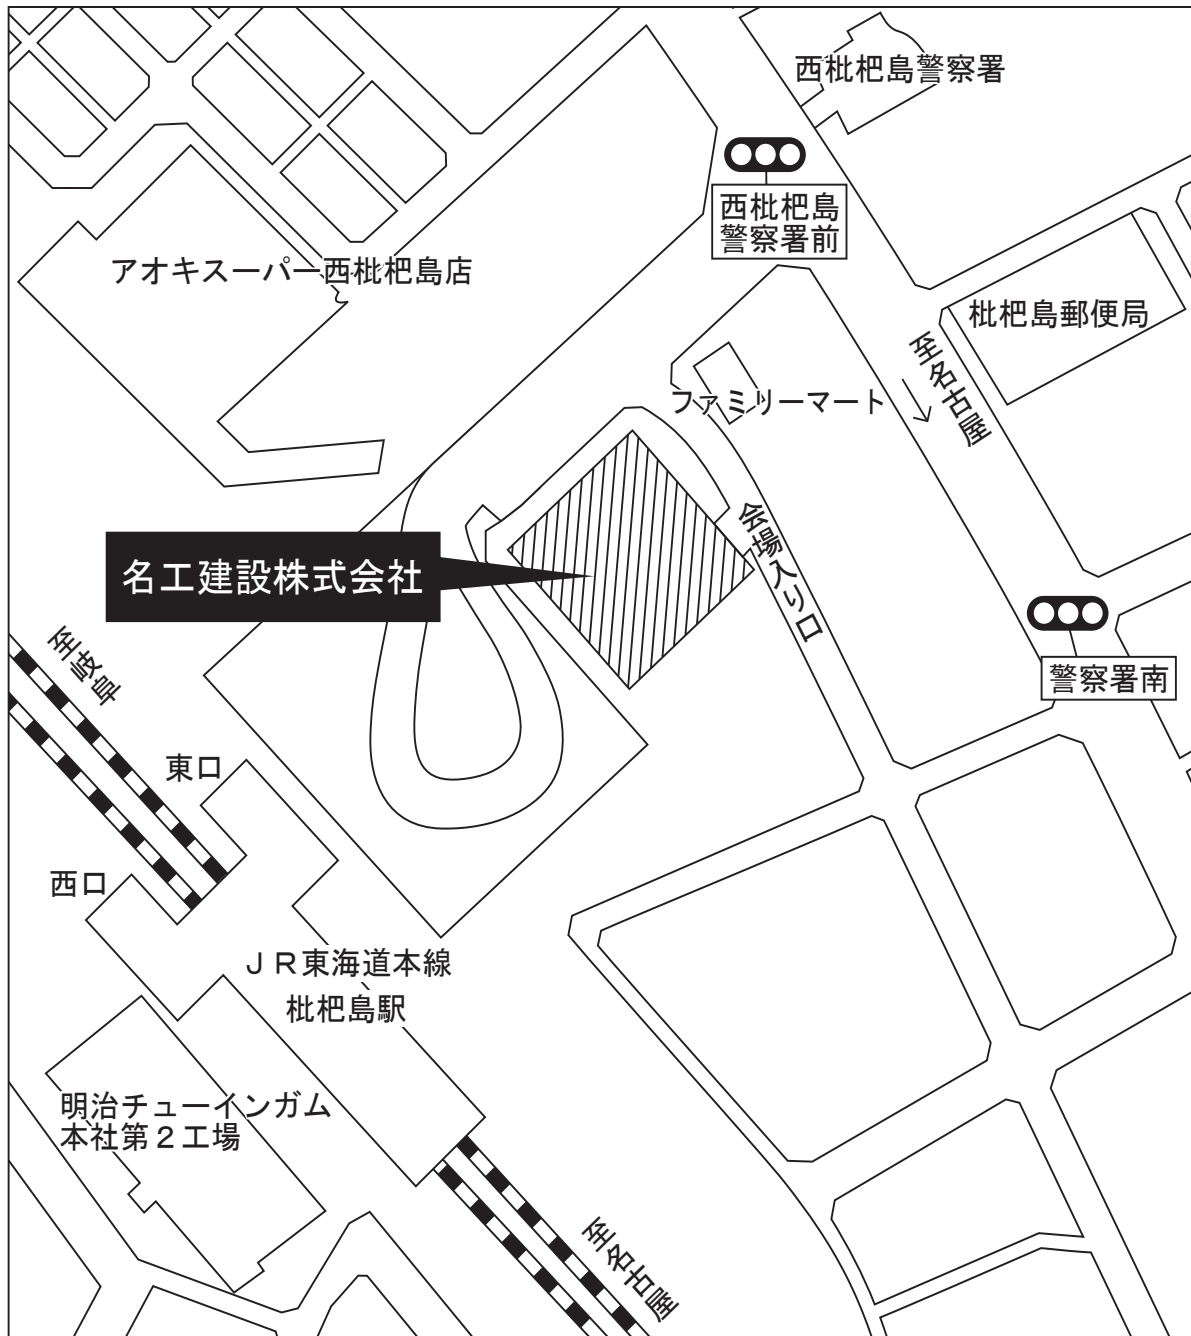 西枇杷島警察署
西枇杷島
警察署前
アオキスーパー西枇杷島店
枇杷島郵便局
至名古屋
ファミリーマート
会場入り口
名工建設株式会社
至岐阜
警察署南
東口
西口
ＪＲ東海道本線
枇杷島駅
明治チューインガム
本社第２工場
至名古屋